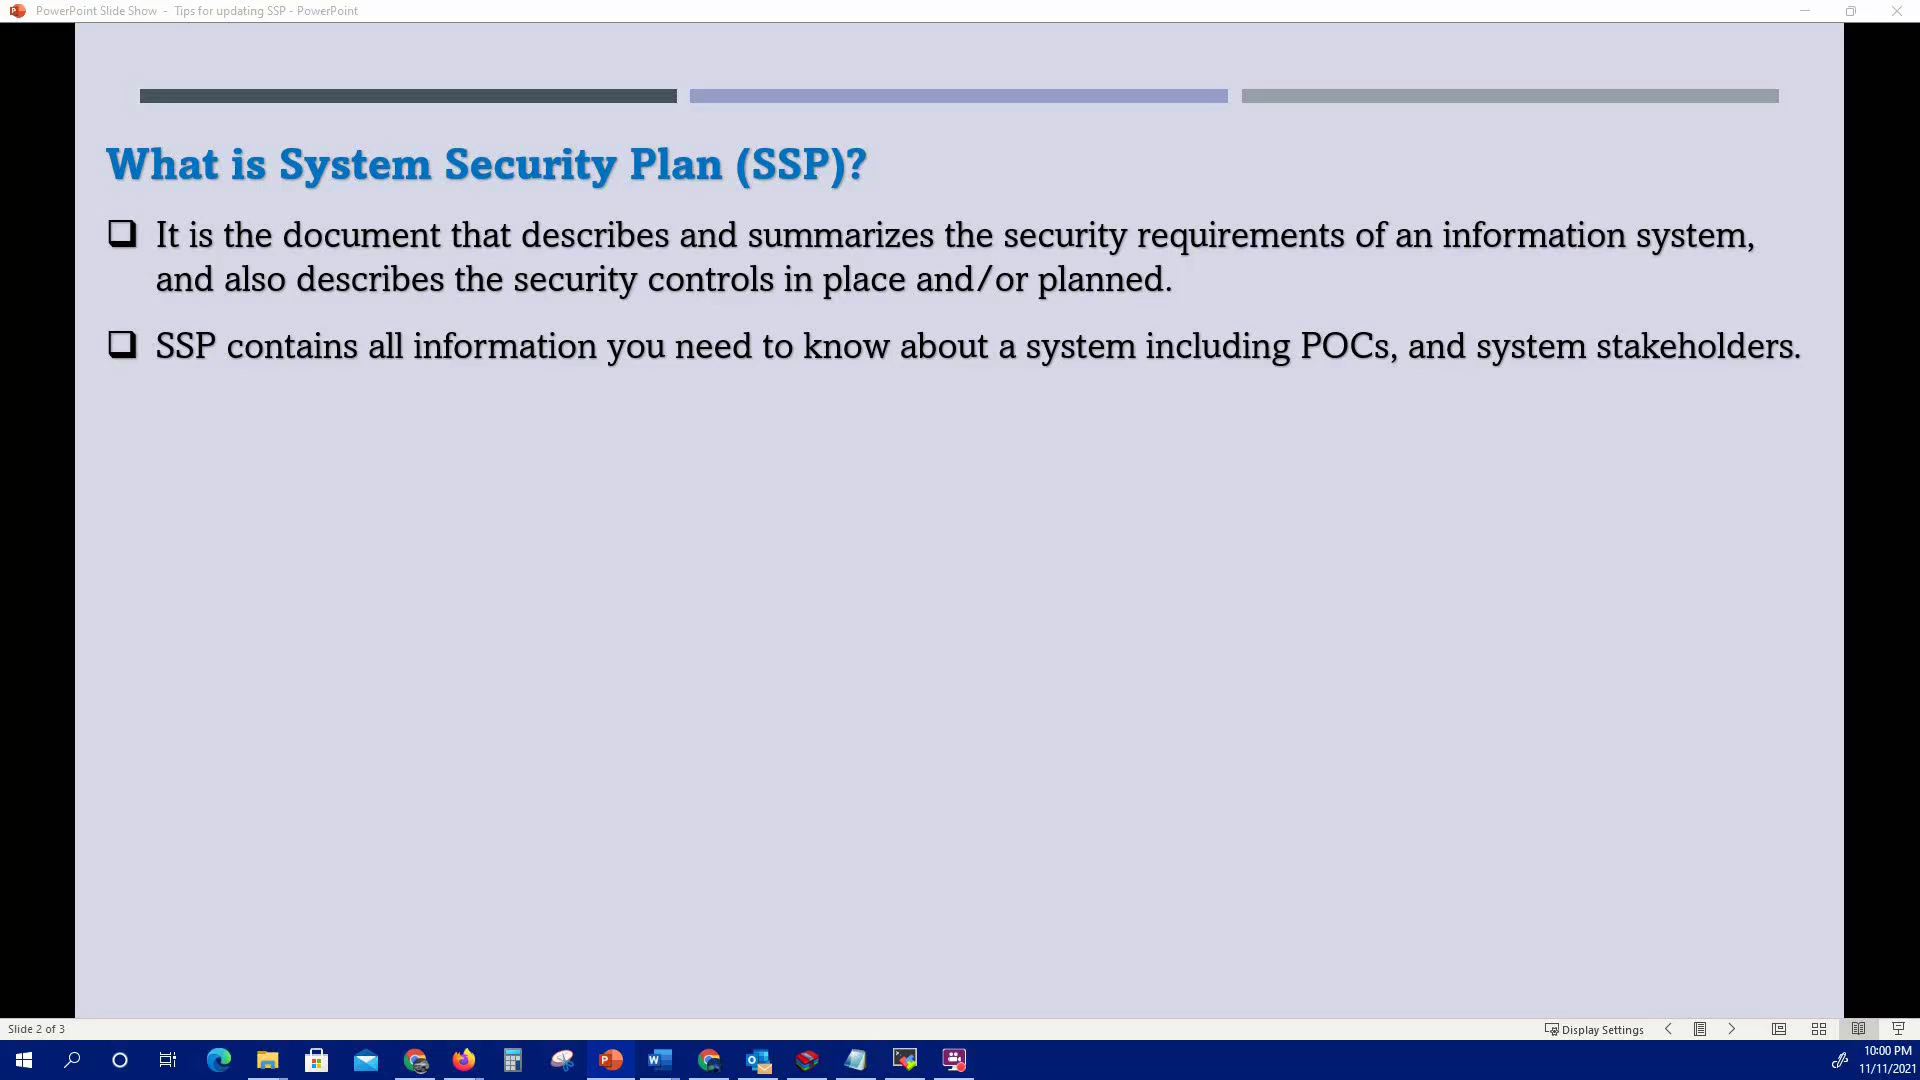 PowerPoint Slide Show - Tips for updating SSP - PowerPoint
What is System Security Plan (SSP)?
It is the document that describes and summarizes the security requirements of an information system,
and also describes the security controls in place and/or planned.
SSP contains all information you need to know about a system including POCs, and system stakeholders.
Slide 2 of 3
Display Settings
10:00 PM
11/11/2021